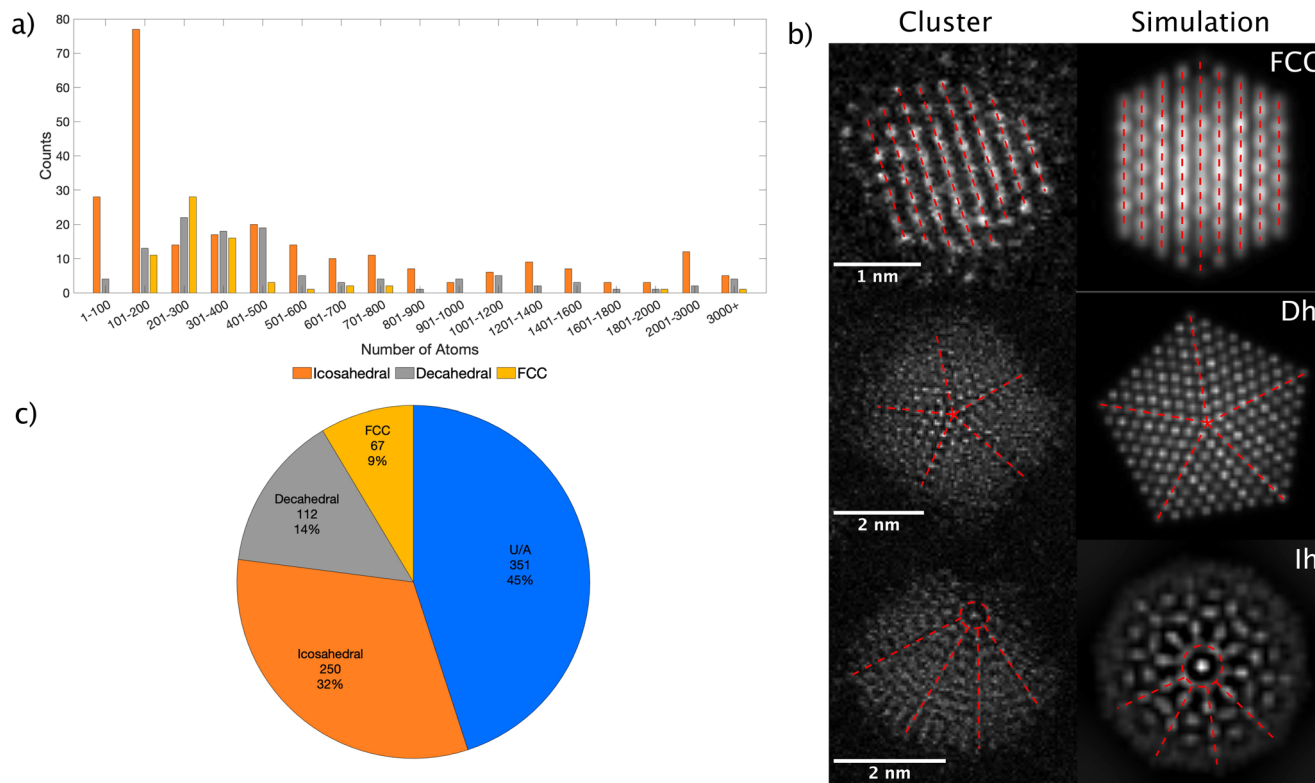 a)
80
70
60
50
40
30
20
10
0
Counts
1-100
101-200
201-300
301-400
401-500
501-600
601-700
701-800
801-900
901-1000
1001-1200
1201-1400
1401-1600
1601-1800
1801-2000
2001-3000
3000+
Number of Atoms
Icosahedral Decahedral FCC
b)
Cluster Simulation
FCC
1 nm
Dh
2 nm
Ih
2 nm
c)
FCC
67
9%
Decahedral
112
14%
U/A
351
45%
Icosahedral
250
32%